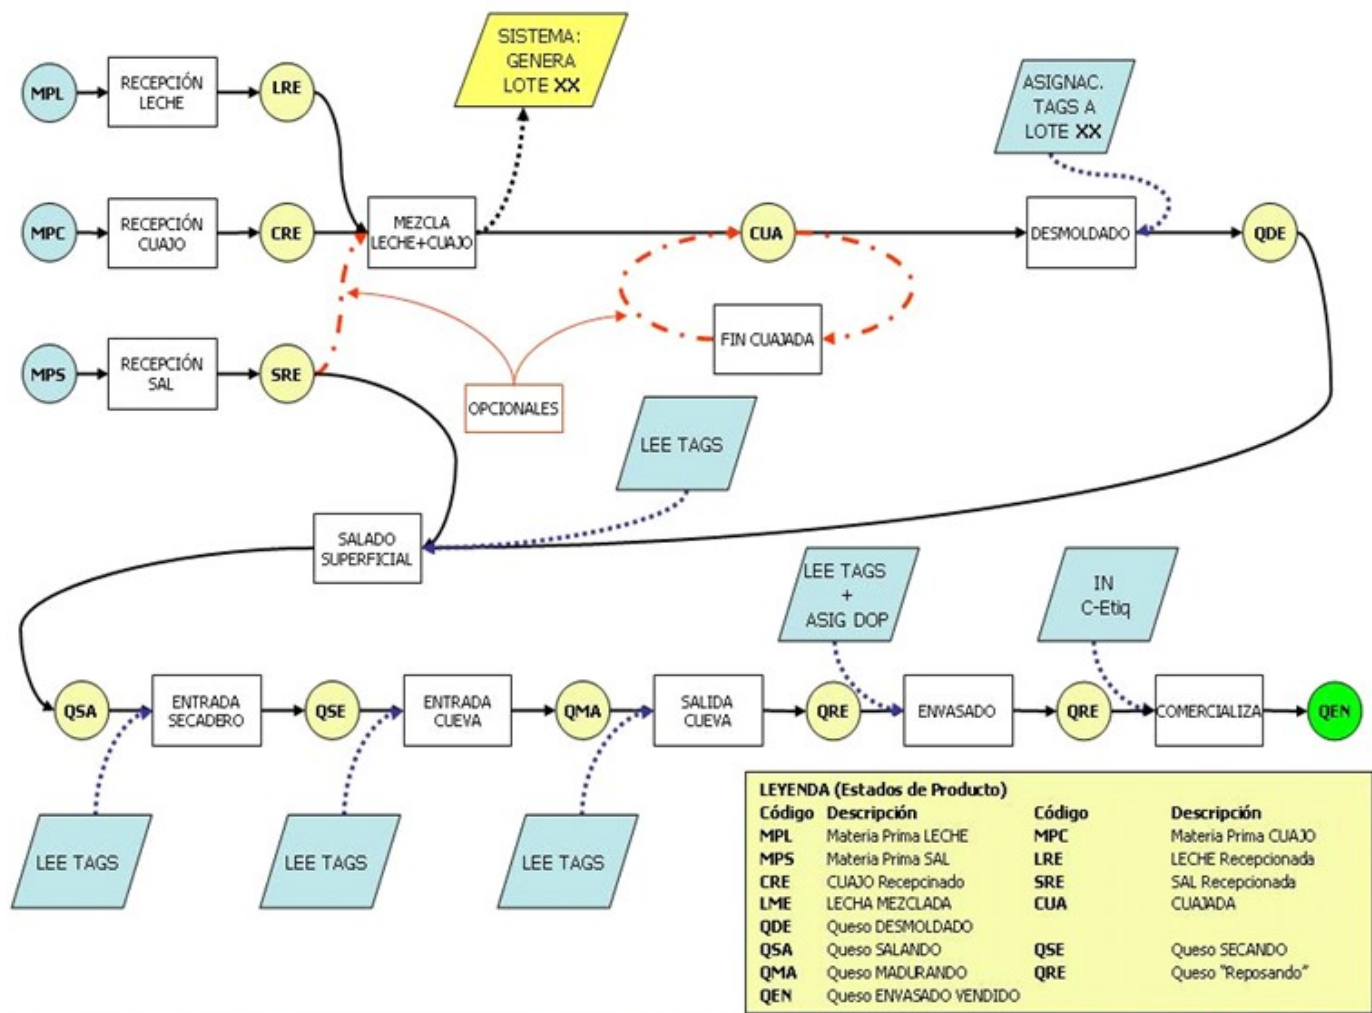 SISTEMA:
GENERA
LOTE XX
ASIGNAC.
TAGS A
LOTE XX
MPL
RECEPCIÓN
LECHE
LRE
MPC
RECEPCIÓN
CUAJO
CRE
MEZCLA
LECHE+CUAJO
CUA
DESMOLDADO
QDE
FIN CUAJADA
MPS
RECEPCIÓN
SAL
SRE
OPCIONALES
LEE TAGS
SALADO
SUPERFICIAL
LEE TAGS
+
ASIG DOP
IN
C-Etiq
QSA
ENTRADA
SECADERO
QSE
ENTRADA
CUEVA
QMA
SALIDA
CUEVA
QRE
ENVASADO
QRE
COMERCIALIZA
QEN
LEE TAGS
LEE TAGS
LEE TAGS
LEYENDA (Estados de Producto)
Código Descripción Código Descripción
MPL Materia Prima LECHE MPC Materia Prima CUAJO
MPS Materia Prima SAL LRE LECHE Recepcionada
CRE CUAJO Recepcinado SRE SAL Recepcionada
LME LECHA MEZCLADA CUA CUAJADA
QDE Queso DESMOLDADO
QSA Queso SALANDO QSE Queso SECANDO
QMA Queso MADURANDO QRE Queso "Reposando"
QEN Queso ENVASADO VENDIDO